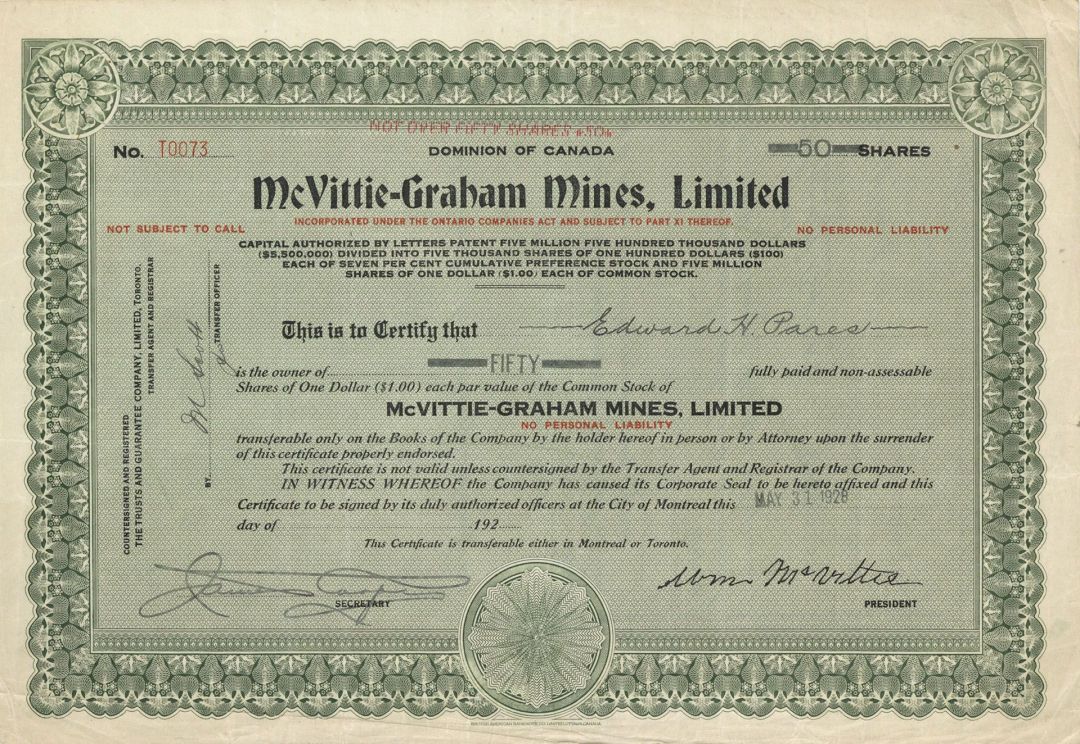 NOT OVER FIFTY SHARES $50$
No. T0073
DOMINION OF CANADA
50 SHARES
McVittie-Graham Mines, Limited
INCORPORATED UNDER THE ONTARIO COMPANIES ACT AND SUBJECT TO PART XI THEREOF.
NOT SUBJECT TO CALL
NO PERSONAL LIABILITY
CAPITAL AUTHORIZED BY LETTERS PATENT FIVE MILLION FIVE HUNDRED THOUSAND DOLLARS
($5,500,000) DIVIDED INTO FIVE THOUSAND SHARES OF ONE HUNDRED DOLLARS ($100)
EACH OF SEVEN PER CENT CUMULATIVE PREFERENCE STOCK AND FIVE MILLION
SHARES OF ONE DOLLAR ($1.00) EACH OF COMMON STOCK.
This is to Certify that Edward H. Pares
is the owner of FIFTY fully paid and non-assessable
Shares of One Dollar ($1.00) each par value of the Common Stock of
McVITTIE-GRAHAM MINES, LIMITED
NO PERSONAL LIABILITY
transferable only on the Books of the Company by the holder hereof in person or by Attorney upon the surrender
of this certificate properly endorsed.
This certificate is not valid unless countersigned by the Transfer Agent and Registrar of the Company.
IN WITNESS WHEREOF the Company has caused its Corporate Seal to be hereto affixed and this
Certificate to be signed by its duly authorized officers at the City of Montreal this MAY 31 1928
day of 192
This Certificate is transferable either in Montreal or Toronto.
COUNTERSIGNED AND REGISTERED
THE TRUSTS AND GUARANTEE COMPANY, LIMITED, TORONTO.
TRANSFER AGENT AND REGISTRAR
BY Scott
TRANSFER OFFICER
James
SECRETARY
Wm McVittie
PRESIDENT
BRITISH AMERICAN BANK NOTE CO. LIMITED, OTTAWA, CANADA